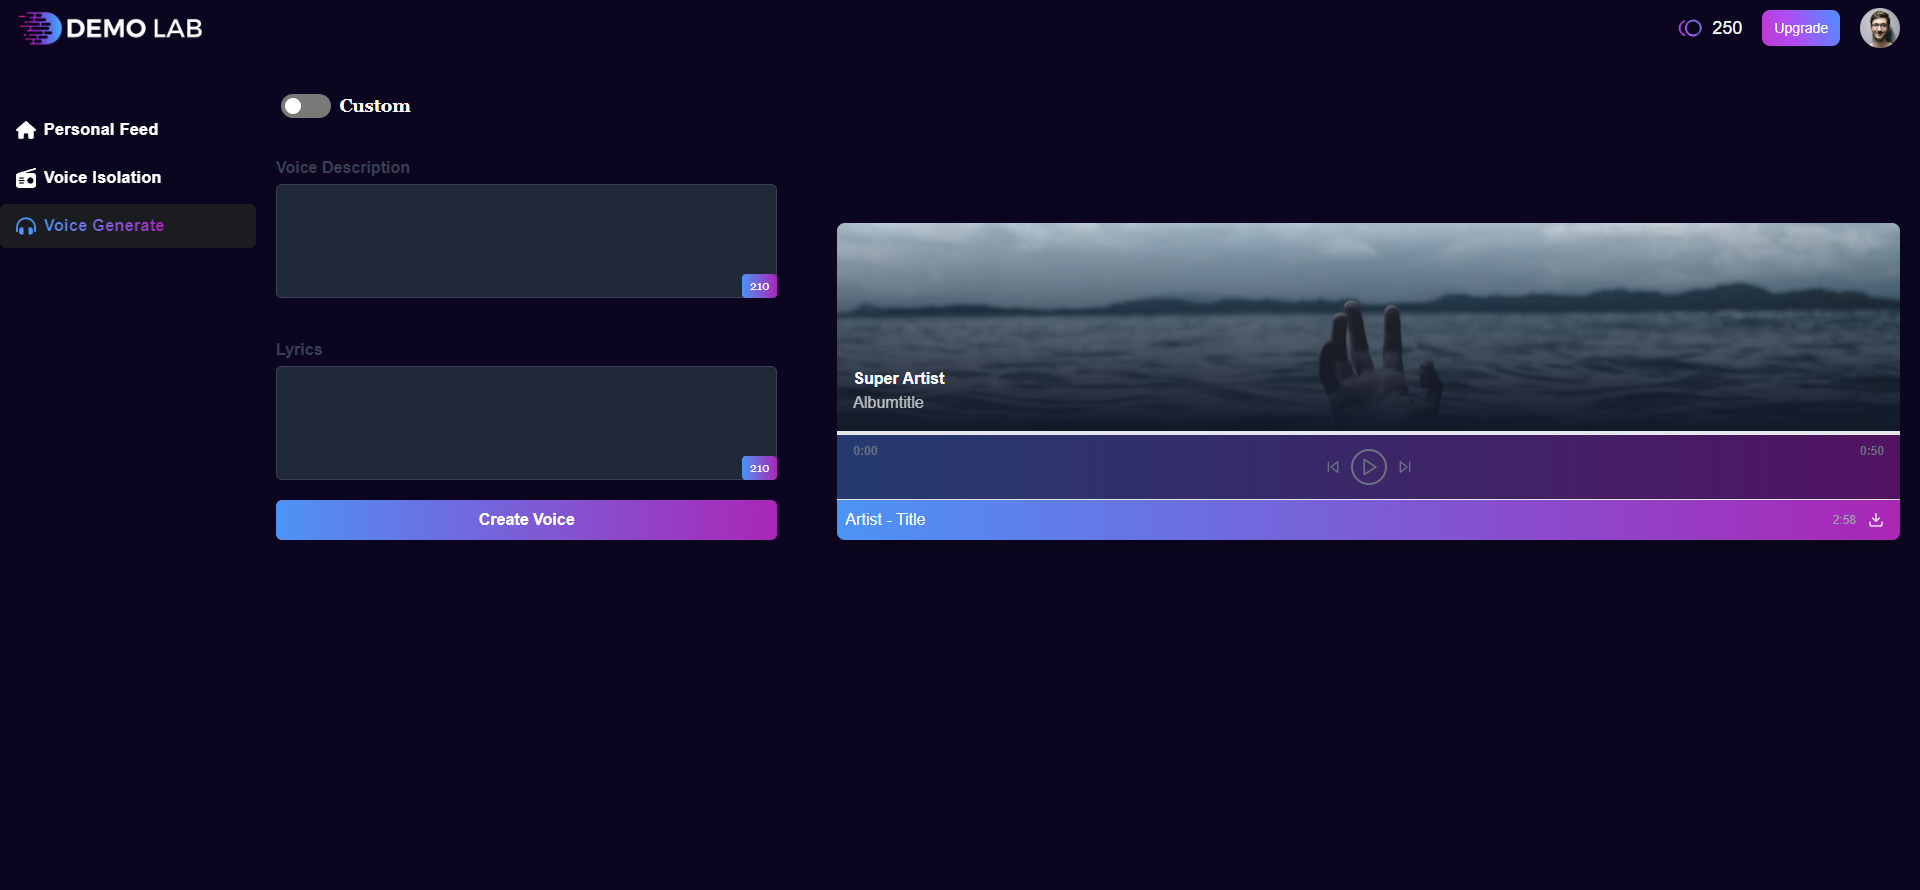 DEMO LAB
250
Upgrade
Personal Feed
Voice Isolation
Voice Generate
Custom
Voice Description
210
Lyrics
210
Create Voice
Super Artist
Albumtitle
0:00
0:50
Artist - Title
2:58